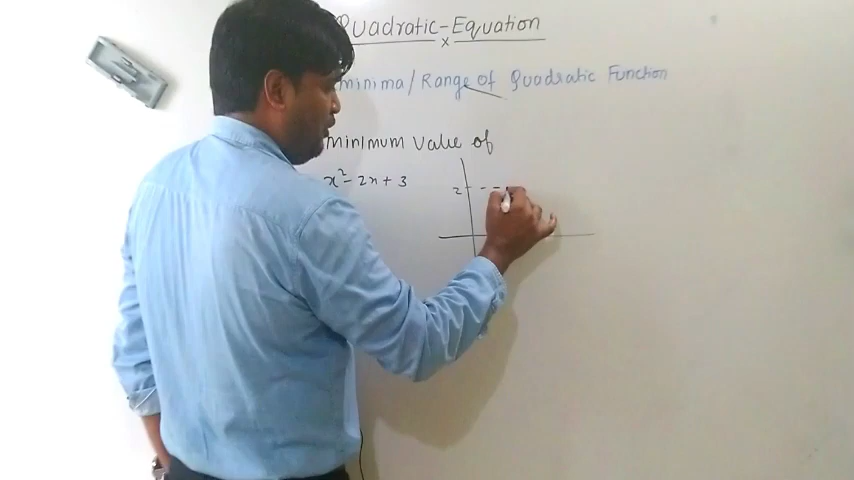 Quadratic-Equation
x
minima/Range of Quadratic Function
minimum value of
x² - 2x + 3
2